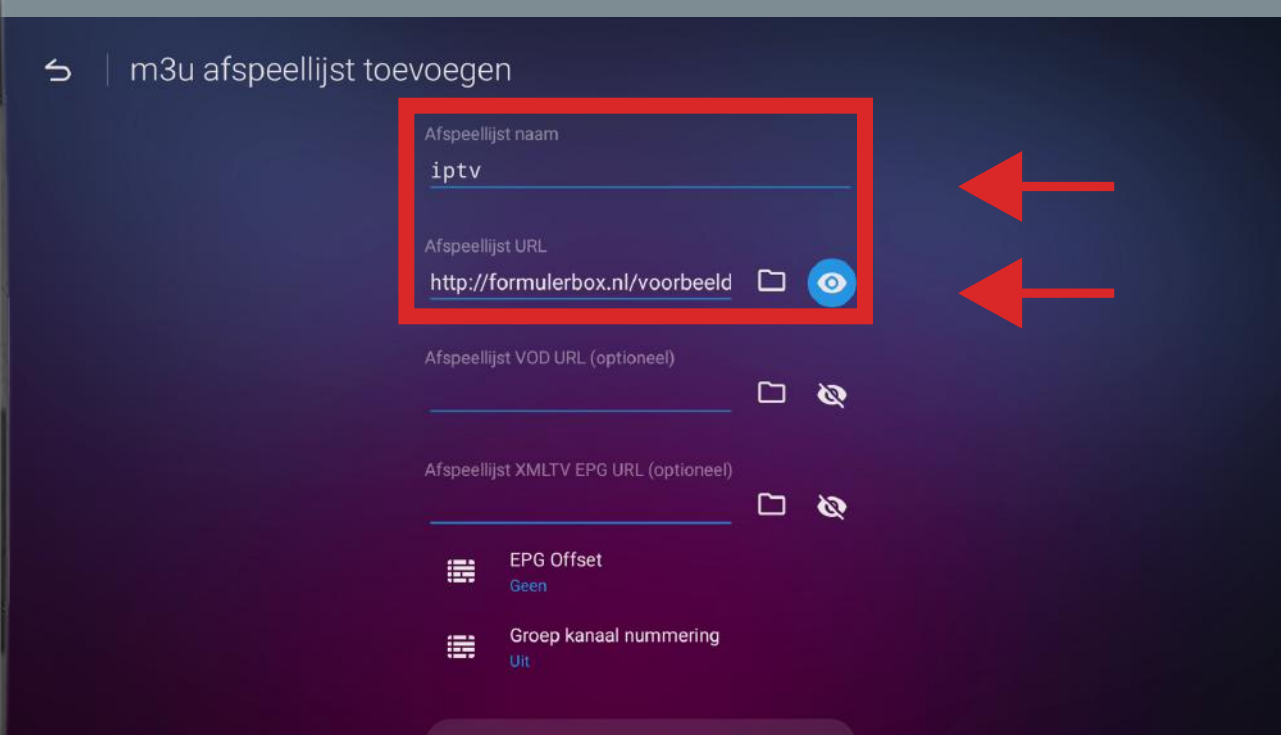 m3u afspeellijst toevoegen
Afspeellijst naam
iptv
Afspeellijst URL
http://formulerbox.nl/voorbeeld
Afspeellijst VOD URL (optioneel)
Afspeellijst XMLTV EPG URL (optioneel)
EPG Offset
Geen
Groep kanaal nummering
Uit